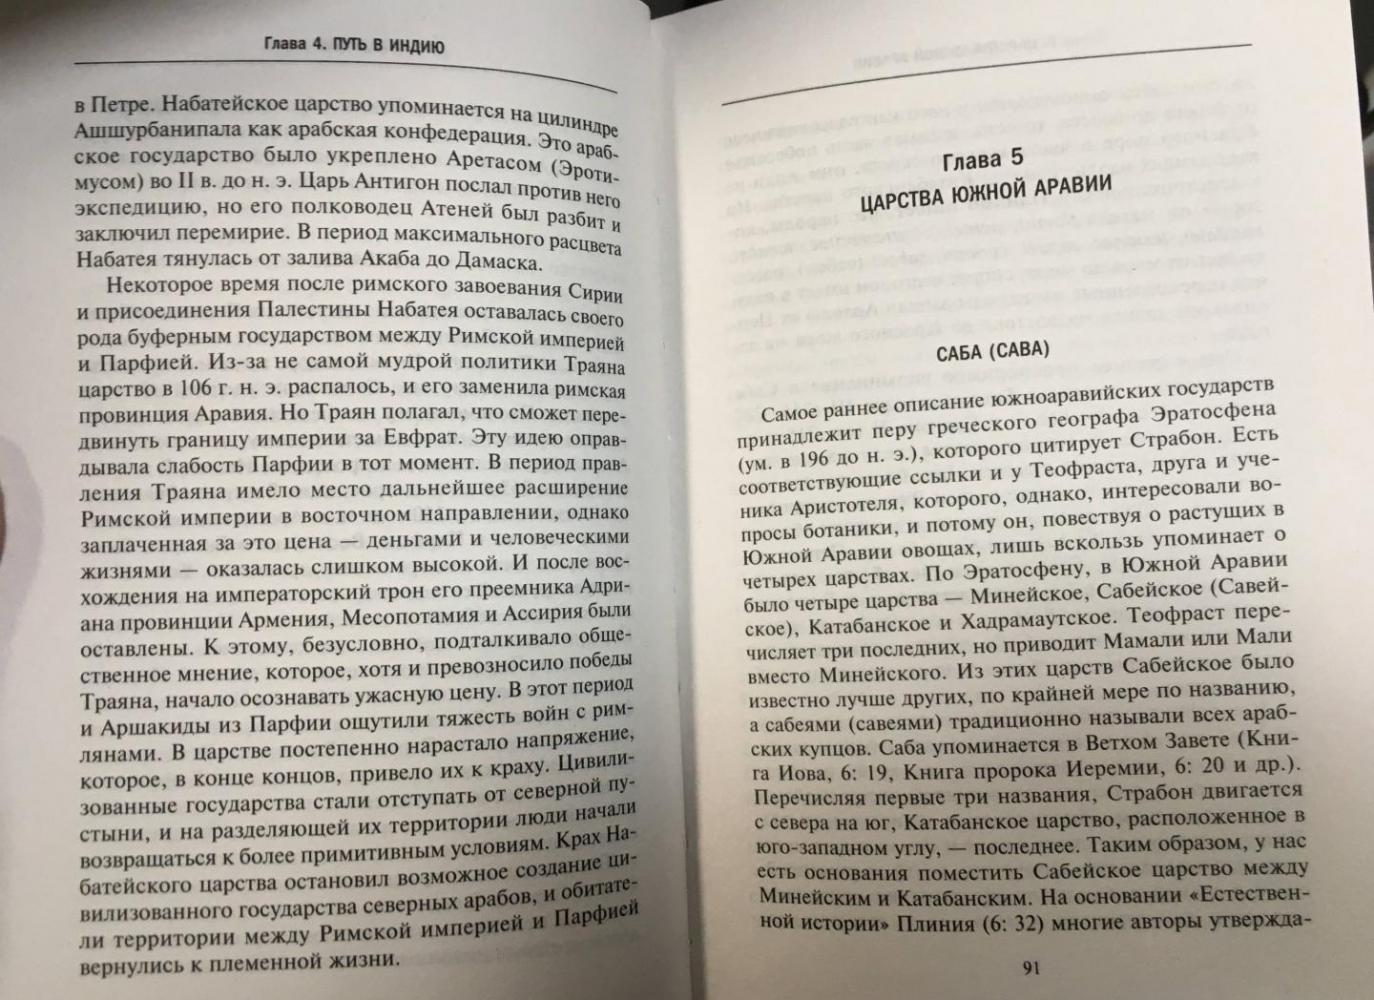 Глава 4. ПУТЬ В ИНДИЮ
в Петре. Набатейское царство упоминается на цилиндре
Ашшурбанипала как арабская конфедерация. Это араб-
ское государство было укреплено Аретасом (Эроти-
мусом) во II в. до н. э. Царь Антигон послал против него
экспедицию, но его полководец Атеней был разбит и
заключил перемирие. В период максимального расцвета
Набатея тянулась от залива Акаба до Дамаска.
Некоторое время после римского завоевания Сирии
и присоединения Палестины Набатея оставалась своего
рода буферным государством между Римской империей
и Парфией. Из-за не самой мудрой политики Траяна
царство в 106 г. н. э. распалось, и его заменила римская
провинция Аравия. Но Траян полагал, что сможет пере-
двинуть границу империи за Евфрат. Эту идею оправ-
дывала слабость Парфии в тот момент. В период прав-
ления Траяна имело место дальнейшее расширение
Римской империи в восточном направлении, однако
заплаченная за это цена — деньгами и человеческими
жизнями — оказалась слишком высокой. И после вос-
хождения на императорский трон его преемника Адри-
ана провинции Армения, Месопотамия и Ассирия были
оставлены. К этому, безусловно, подталкивало обще-
ственное мнение, которое, хотя и превозносило победы
Траяна, начало осознавать ужасную цену. В этот период
и Аршакиды из Парфии ощутили тяжесть войн с рим-
лянами. В царстве постепенно нарастало напряжение,
которое, в конце концов, привело их к краху. Цивили-
зованные государства стали отступать от северной пу-
стыни, и на разделяющей их территории люди начали
возвращаться к более примитивным условиям. Крах На-
батейского царства остановил возможное создание ци-
вилизованного государства северных арабов, и обитате-
ли территории между Римской империей и Парфией
вернулись к племенной жизни.
Глава 5
ЦАРСТВА ЮЖНОЙ АРАВИИ
САБА (САВА)
Самое раннее описание южноаравийских государств
принадлежит перу греческого географа Эратосфена
(ум. в 196 до н. э.), которого цитирует Страбон. Есть
соответствующие ссылки и у Теофраста, друга и уче-
ника Аристотеля, которого, однако, интересовали во-
просы ботаники, и потому он, повествуя о растущих в
Южной Аравии овощах, лишь вскользь упоминает о
четырех царствах. По Эратосфену, в Южной Аравии
было четыре царства — Минейское, Сабейское (Савей-
ское), Катабанское и Хадрамаутское. Теофраст пере-
числяет три последних, но приводит Мамали или Мали
вместо Минейского. Из этих царств Сабейское было
известно лучше других, по крайней мере по названию,
а сабеями (савеями) традиционно называли всех араб-
ских купцов. Саба упоминается в Ветхом Завете (Кни-
га Иова, 6: 19, Книга пророка Иеремии, 6: 20 и др.).
Перечисляя первые три названия, Страбон двигается
с севера на юг, Катабанское царство, расположенное в
юго-западном углу, — последнее. Таким образом, у нас
есть основания поместить Сабейское царство между
Минейским и Катабанским. На основании «Естествен-
ной истории» Плиния (6: 32) многие авторы утвержда-
91